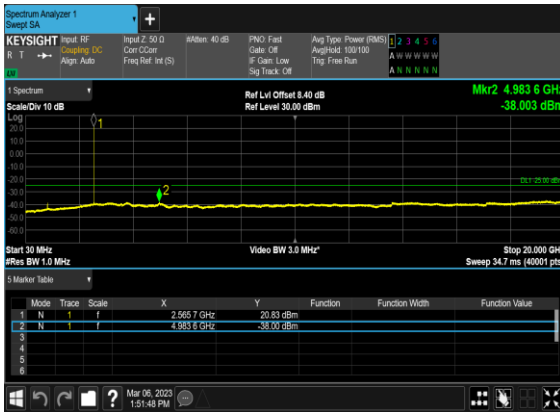 Spectrum Analyzer 1
Swept SA
+
KEYSIGHT
R T
Input: RF
Coupling: DC
Align: Auto
Input Z: 50 Ω
Corr CCorr
Freq Ref: Int (S)
#Atten: 40 dB
PNO: Fast
Gate: Off
IF Gain: Low
Sig Track: Off
Avg Type: Power (RMS)
Avg|Hold: 100/100
Trig: Free Run
1 2 3 4 5 6
A W W W W W
A N N N N N
1 Spectrum
Scale/Div 10 dB
Ref Lvl Offset 8.40 dB
Ref Level 30.00 dBm
Mkr2 4.983 6 GHz
-38.003 dBm
Log
20.0
10.0
0.00
-10.0
-20.0
-30.0
-40.0
-50.0
-60.0
1
2
DL1 -25.00 dBm
Start 30 MHz
#Res BW 1.0 MHz
Video BW 3.0 MHz*
Stop 20.000 GHz
Sweep 34.7 ms (40001 pts)
5 Marker Table
Mode Trace Scale X Y Function Function Width Function Value
1 N 1 f 2.565 7 GHz 20.83 dBm
2 N 1 f 4.983 6 GHz -38.00 dBm
3
4
5
6
?
Mar 06, 2023
1:51:48 PM